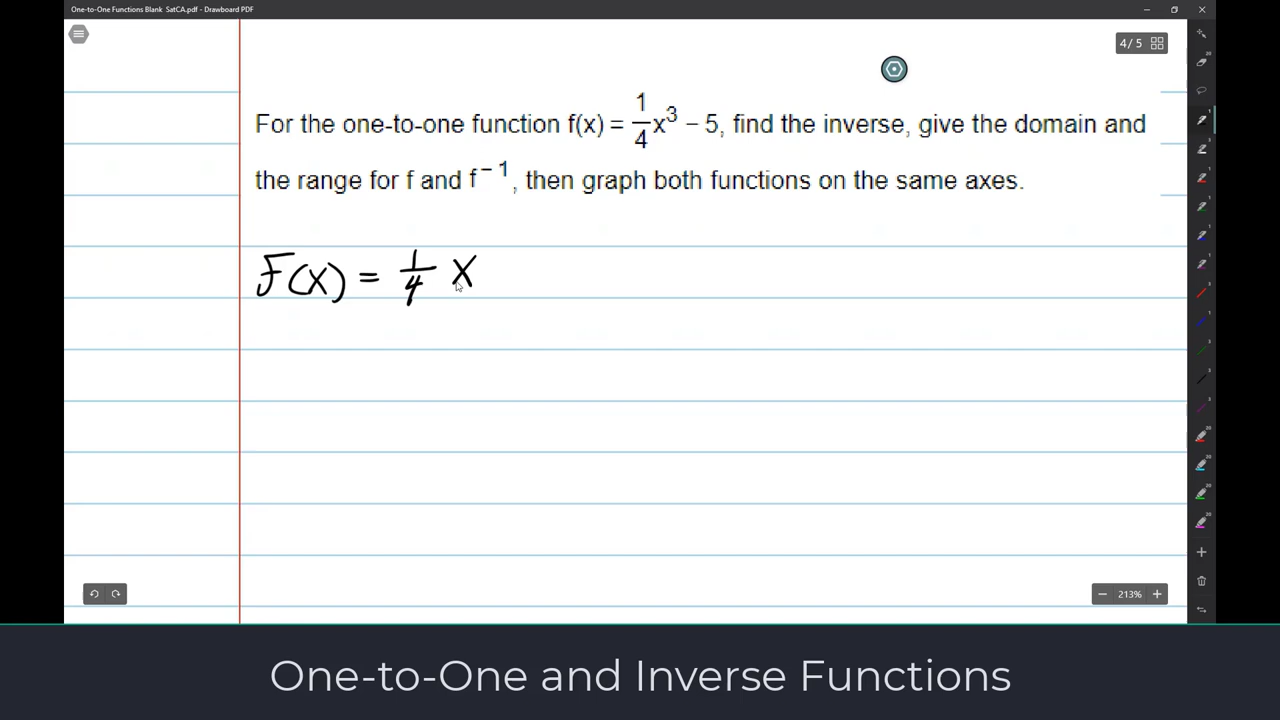 One-to-One Functions Blank SatCA.pdf - Drawboard PDF
4 / 5
For the one-to-one function f(x) = 1/4 x³ − 5, find the inverse, give the domain and
the range for f and f⁻¹, then graph both functions on the same axes.
F(x) = 1/4 x
213%
One-to-One and Inverse Functions